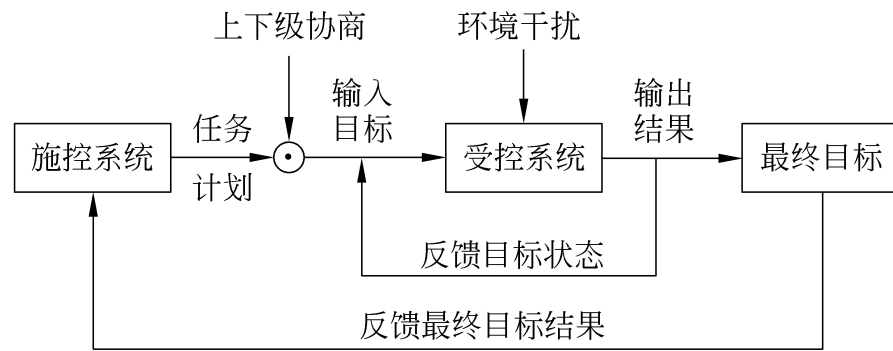 上下级协商
环境干扰
输入
目标
输出
结果
施控系统
任务
计划
受控系统
最终目标
反馈目标状态
反馈最终目标结果